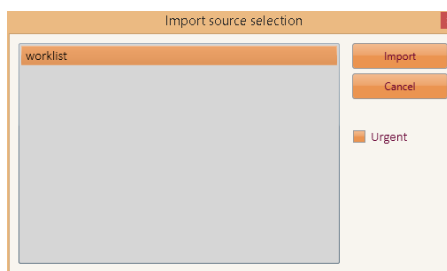 Import source selection
worklist
Import
Cancel
Urgent